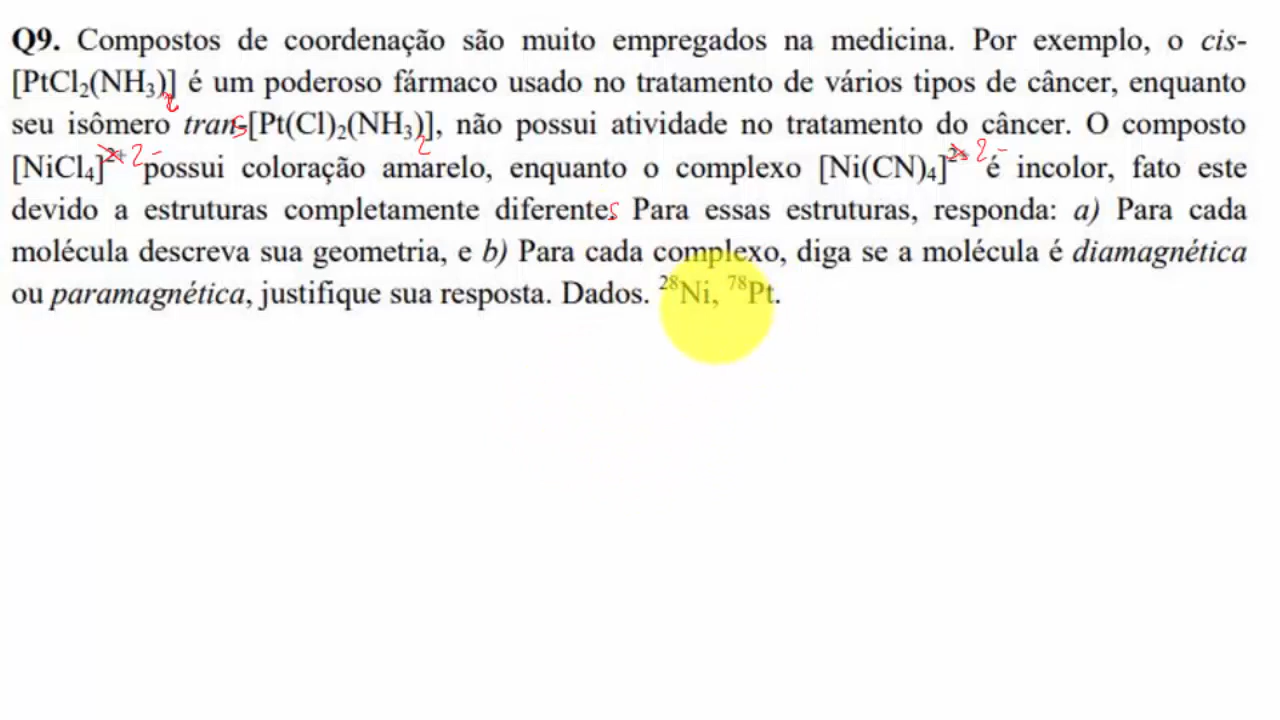 Q9. Compostos de coordenação são muito empregados na medicina. Por exemplo, o cis-
[PtCl₂(NH₃)]₂ é um poderoso fármaco usado no tratamento de vários tipos de câncer, enquanto
seu isômero trans-[Pt(Cl)₂(NH₃)₂], não possui atividade no tratamento do câncer. O composto
[NiCl₄]²⁻ possui coloração amarelo, enquanto o complexo [Ni(CN)₄]²⁻ é incolor, fato este
devido a estruturas completamente diferentes Para essas estruturas, responda: a) Para cada
molécula descreva sua geometria, e b) Para cada complexo, diga se a molécula é diamagnética
ou paramagnética, justifique sua resposta. Dados. ²⁸Ni, ⁷⁸Pt.